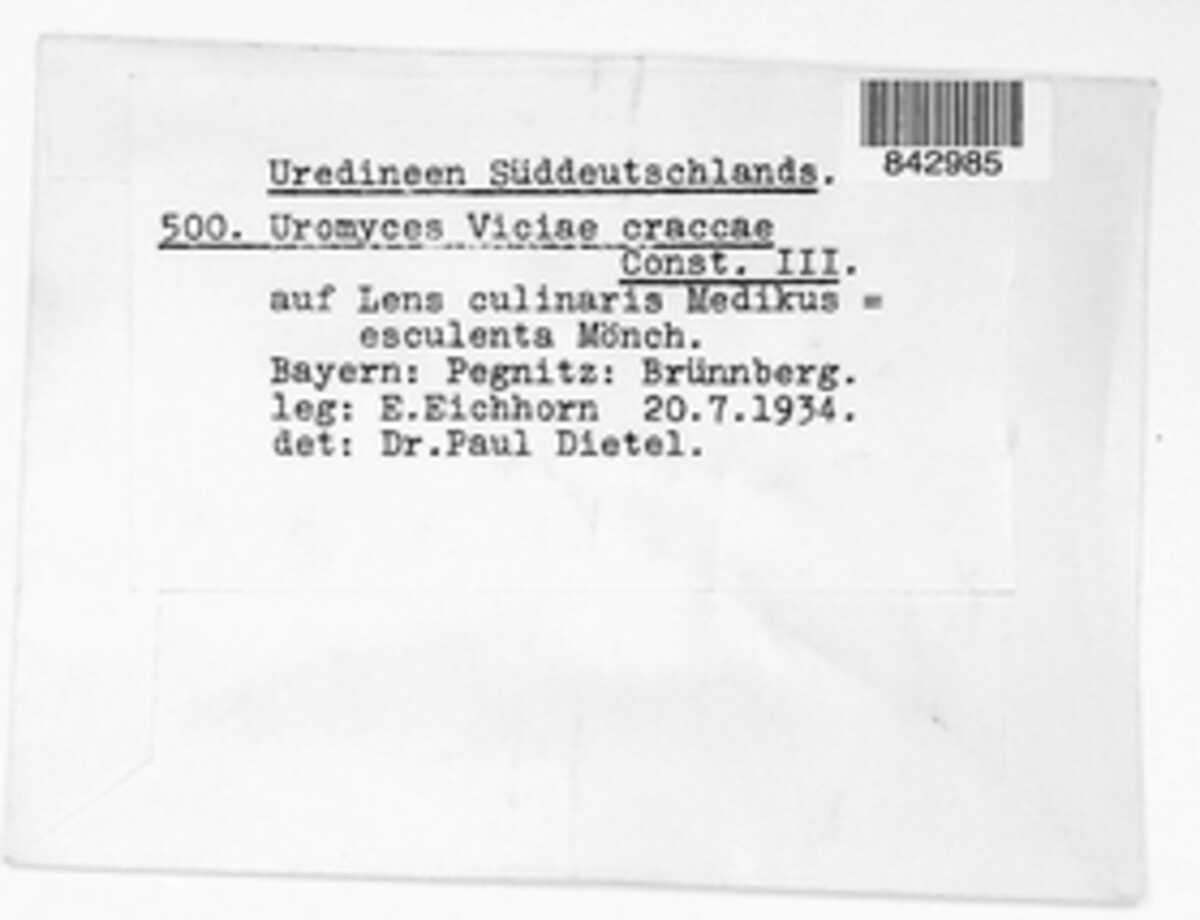 842985
Uredineen Süddeutschlands.
500. Uromyces Viciae craccae
Const. III.
auf Lens culinaris Medikus =
esculenta Mönch.
Bayern: Pegnitz: Brünnberg.
leg: E.Eichhorn 20.7.1934.
det: Dr.Paul Dietel.